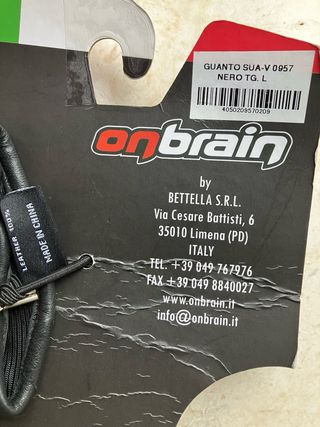 GUANTO SUA-V 0957
NERO TG. L
4050209570209
onbrain
by
BETTELLA S.R.L.
Via Cesare Battisti, 6
35010 Limena (PD)
ITALY
TEL. +39 049 767976
FAX +39 049 8840027
www.onbrain.it
info@onbrain.it
LEATHER 100%
MADE IN CHINA